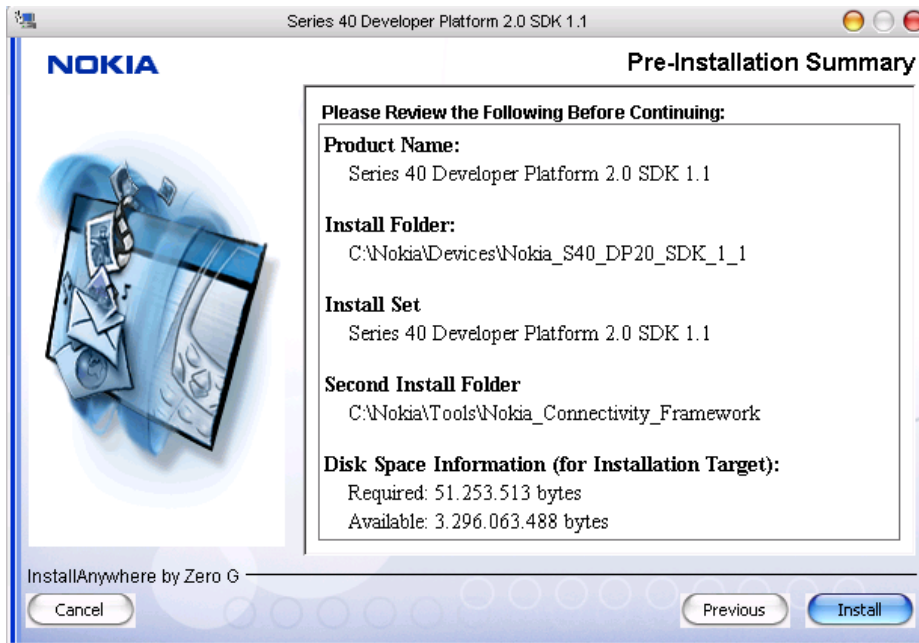 Series 40 Developer Platform 2.0 SDK 1.1
NOKIA
Pre-Installation Summary
Please Review the Following Before Continuing:
Product Name:
Series 40 Developer Platform 2.0 SDK 1.1
Install Folder:
C:\Nokia\Devices\Nokia_S40_DP20_SDK_1_1
Install Set
Series 40 Developer Platform 2.0 SDK 1.1
Second Install Folder
C:\Nokia\Tools\Nokia_Connectivity_Framework
Disk Space Information (for Installation Target):
Required: 51.253.513 bytes
Available: 3.296.063.488 bytes
InstallAnywhere by Zero G
Cancel
Previous
Install